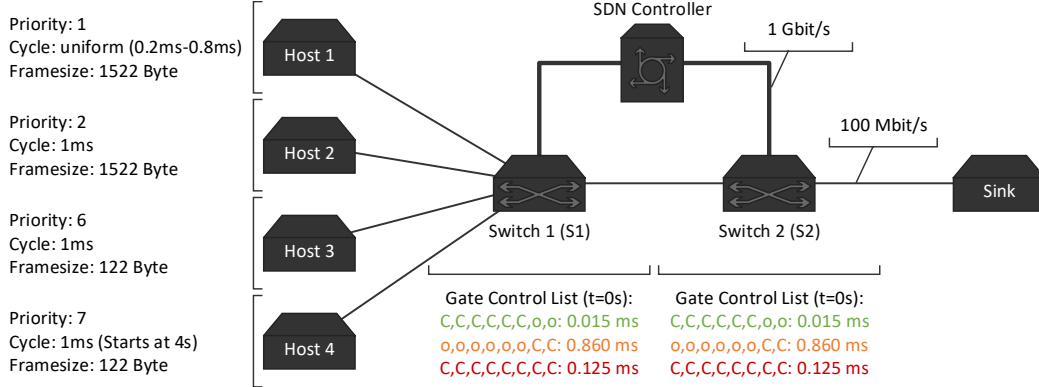 Priority: 1
Cycle: uniform (0.2ms-0.8ms)
Framesize: 1522 Byte
Host 1
Priority: 2
Cycle: 1ms
Framesize: 1522 Byte
Host 2
Priority: 6
Cycle: 1ms
Framesize: 122 Byte
Host 3
Priority: 7
Cycle: 1ms (Starts at 4s)
Framesize: 122 Byte
Host 4
SDN Controller
1 Gbit/s
100 Mbit/s
Switch 1 (S1)
Switch 2 (S2)
Sink
Gate Control List (t=0s):
C,C,C,C,C,C,o,o: 0.015 ms
o,o,o,o,o,o,C,C: 0.860 ms
C,C,C,C,C,C,C,C: 0.125 ms
Gate Control List (t=0s):
C,C,C,C,C,C,o,o: 0.015 ms
o,o,o,o,o,o,C,C: 0.860 ms
C,C,C,C,C,C,C,C: 0.125 ms